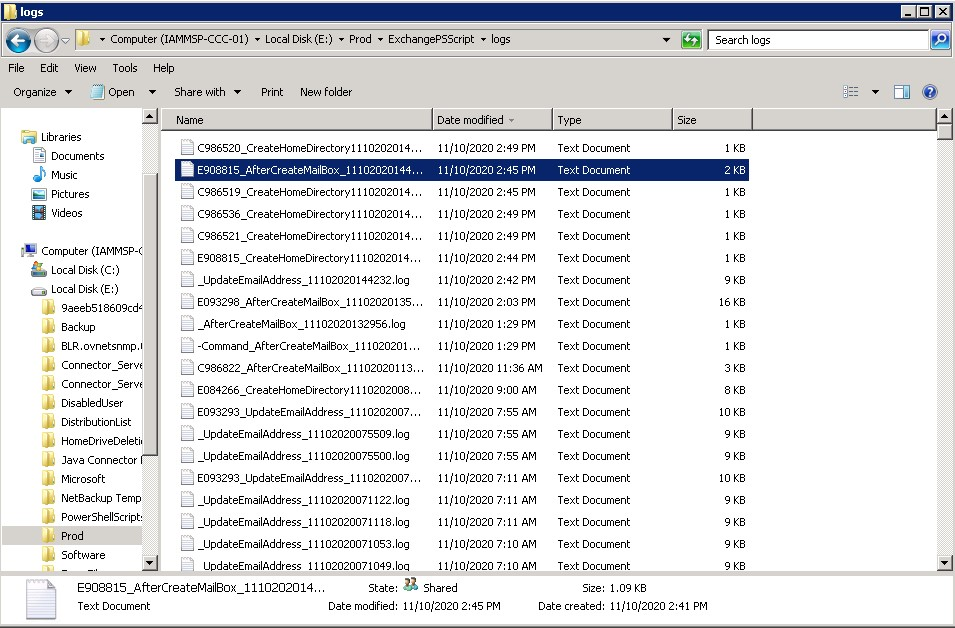 logs
Computer (IAMMSP-CCC-01) Local Disk (E:) Prod ExchangePSScript logs Search logs
File Edit View Tools Help
Organize Open Share with Print New folder
Name Date modified Type Size
Libraries
Documents
Music
Pictures
Videos
Computer (IAMMSP-C
Local Disk (C:)
Local Disk (E:)
9aeeb518609cd4
Backup
BLR.ovnetsnmp.
Connector_Serve
Connector_Serve
DisabledUser
DistributionList
HomeDriveDeletio
Java Connector
Microsoft
NetBackup Temp
PowerShellScripts
Prod
Software
C986520_CreateHomeDirectory1110202014... 11/10/2020 2:49 PM Text Document 1 KB
E908815_AfterCreateMailBox_11102020144... 11/10/2020 2:45 PM Text Document 2 KB
C986519_CreateHomeDirectory1110202014... 11/10/2020 2:45 PM Text Document 1 KB
C986536_CreateHomeDirectory1110202014... 11/10/2020 2:49 PM Text Document 1 KB
C986521_CreateHomeDirectory1110202014... 11/10/2020 2:49 PM Text Document 1 KB
E908815_CreateHomeDirectory1110202014... 11/10/2020 2:44 PM Text Document 1 KB
_UpdateEmailAddress_11102020144232.log 11/10/2020 2:42 PM Text Document 9 KB
E093298_AfterCreateMailBox_11102020135... 11/10/2020 2:03 PM Text Document 16 KB
_AfterCreateMailBox_11102020132956.log 11/10/2020 1:29 PM Text Document 1 KB
-Command_AfterCreateMailBox_111020201... 11/10/2020 1:29 PM Text Document 1 KB
C986822_AfterCreateMailBox_11102020113... 11/10/2020 11:36 AM Text Document 3 KB
E084266_CreateHomeDirectory1110202008... 11/10/2020 9:00 AM Text Document 8 KB
E093293_UpdateEmailAddress_1110202007... 11/10/2020 7:55 AM Text Document 10 KB
_UpdateEmailAddress_11102020075509.log 11/10/2020 7:55 AM Text Document 9 KB
_UpdateEmailAddress_11102020075500.log 11/10/2020 7:55 AM Text Document 9 KB
E093293_UpdateEmailAddress_1110202007... 11/10/2020 7:11 AM Text Document 10 KB
_UpdateEmailAddress_11102020071122.log 11/10/2020 7:11 AM Text Document 9 KB
_UpdateEmailAddress_11102020071118.log 11/10/2020 7:11 AM Text Document 9 KB
_UpdateEmailAddress_11102020071053.log 11/10/2020 7:10 AM Text Document 9 KB
_UpdateEmailAddress_11102020071049.log 11/10/2020 7:10 AM Text Document 9 KB
E908815_AfterCreateMailBox_1110202014... State: Shared Size: 1.09 KB
Text Document Date modified: 11/10/2020 2:45 PM Date created: 11/10/2020 2:41 PM